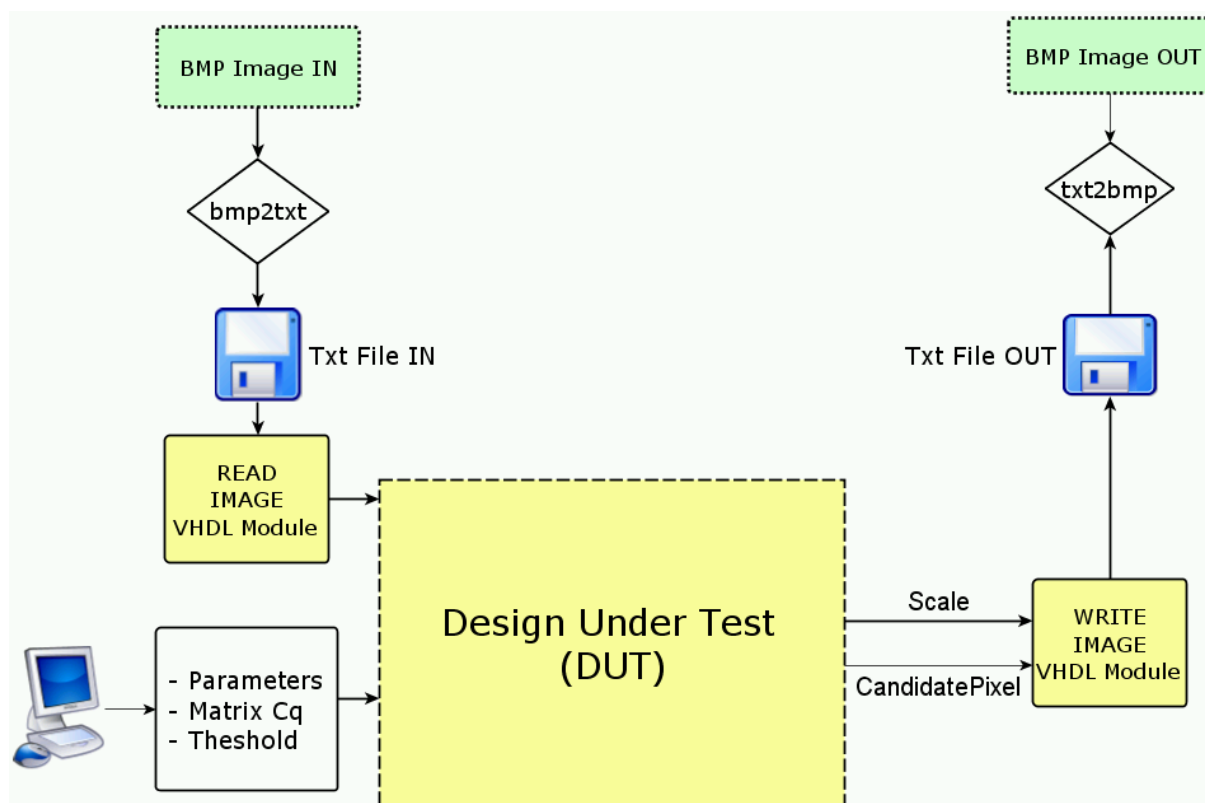 BMP Image IN
BMP Image OUT
bmp2txt
txt2bmp
Txt File IN
Txt File OUT
READ
IMAGE
VHDL Module
Design Under Test
(DUT)
Scale
CandidatePixel
WRITE
IMAGE
VHDL Module
- Parameters
- Matrix Cq
- Theshold